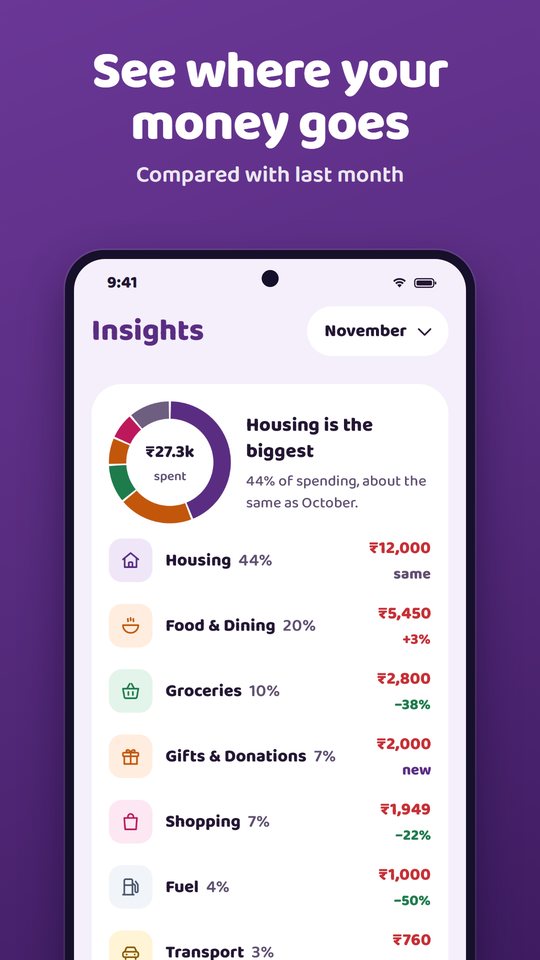 See where your
money goes
Compared with last month
9:41
Insights
November
₹27.3k
spent
Housing is the
biggest
44% of spending, about the
same as October.
Housing 44%
₹12,000
same
Food & Dining 20%
₹5,450
+3%
Groceries 10%
₹2,800
−38%
Gifts & Donations 7%
₹2,000
new
Shopping 7%
₹1,949
−22%
Fuel 4%
₹1,000
−50%
Transport 3%
₹760